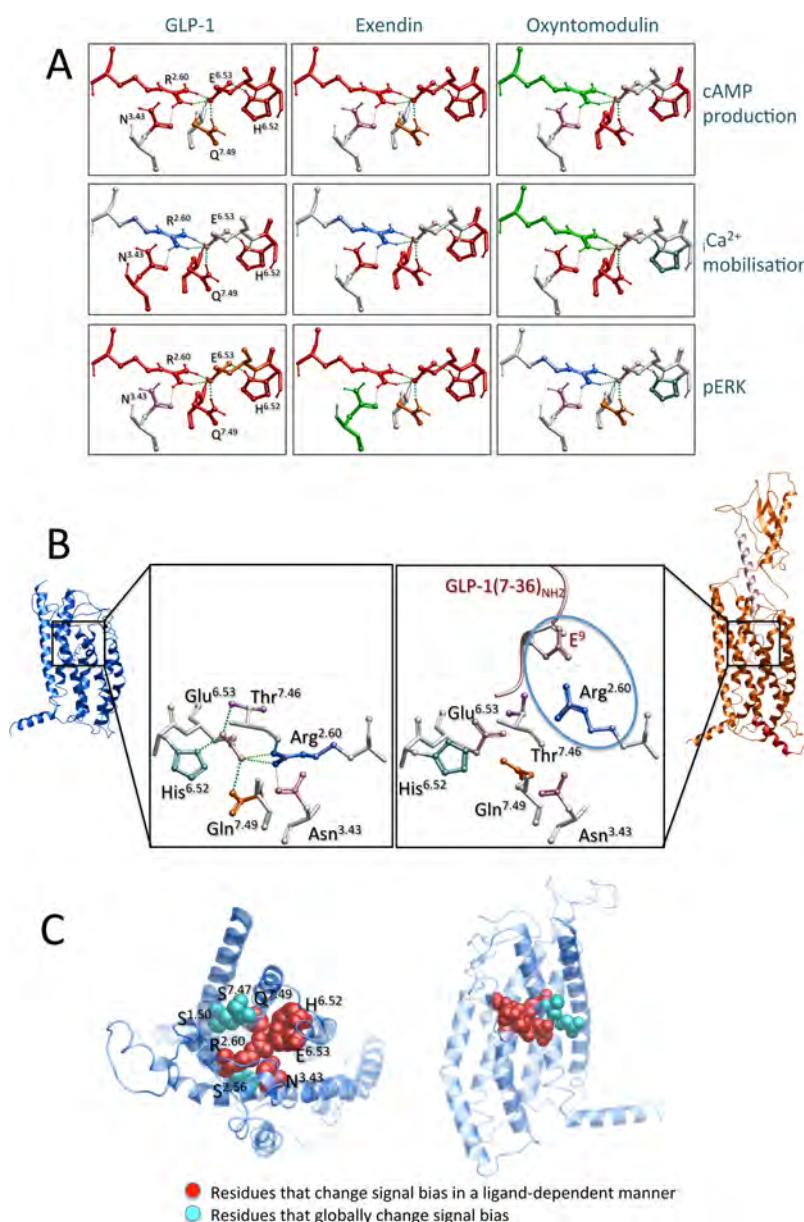 GLP-1 Exendin Oxyntomodulin
A
R2.60 E6.53
N3.43
H6.52
Q7.49
cAMP
production
R2.60 E6.53
N3.43
H6.52
Q7.49
iCa2+
mobilisation
R2.60 E6.53
N3.43
H6.52
Q7.49
pERK
B
Glu6.53
Thr7.46
Arg2.60
His6.52
Gln7.49
Asn3.43
GLP-1(7-36)NH2
E9
Arg2.60
Glu6.53
Thr7.46
His6.52
Gln7.49
Asn3.43
C
S7.47
Q7.49
H6.52
S1.50
R2.60
E6.53
S2.56
N3.43
Residues that change signal bias in a ligand-dependent manner
Residues that globally change signal bias